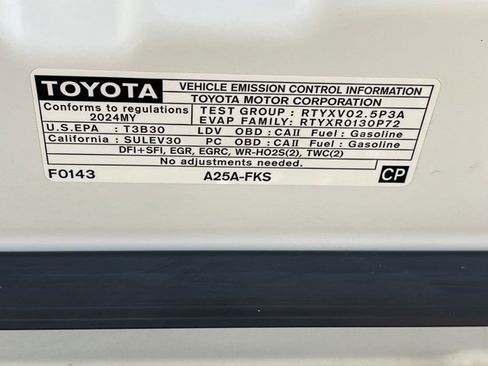 TOYOTA VEHICLE EMISSION CONTROL INFORMATION
TOYOTA MOTOR CORPORATION
Conforms to regulations
2024MY
TEST GROUP : RTYXV02.5P3A
EVAP FAMILY: RTYXR0130P72
U.S.EPA : T3B30 LDV OBD : CAII Fuel : Gasoline
California : SULEV30 PC OBD : CAII Fuel : Gasoline
DFI+SFI, EGR, EGRC, WR-HO2S(2), TWC(2)
No adjustments needed.
F0143 A25A-FKS CP